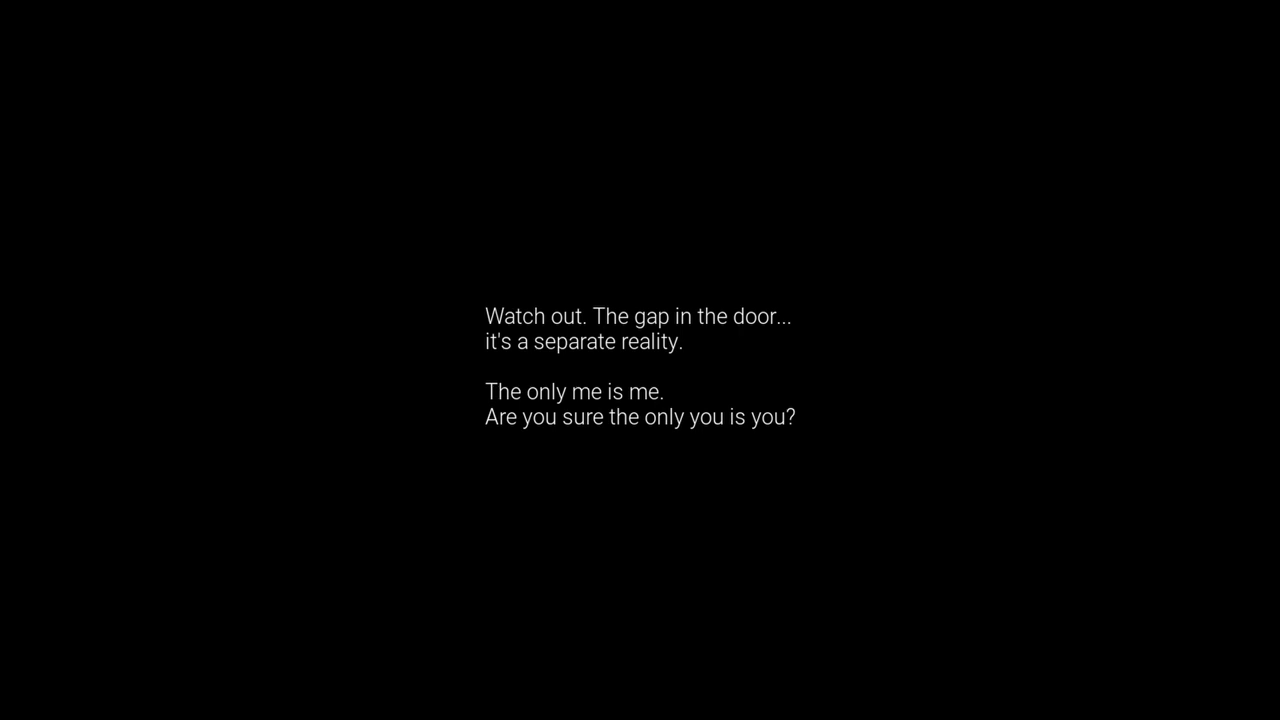 Watch out. The gap in the door...
it's a separate reality.
The only me is me.
Are you sure the only you is you?